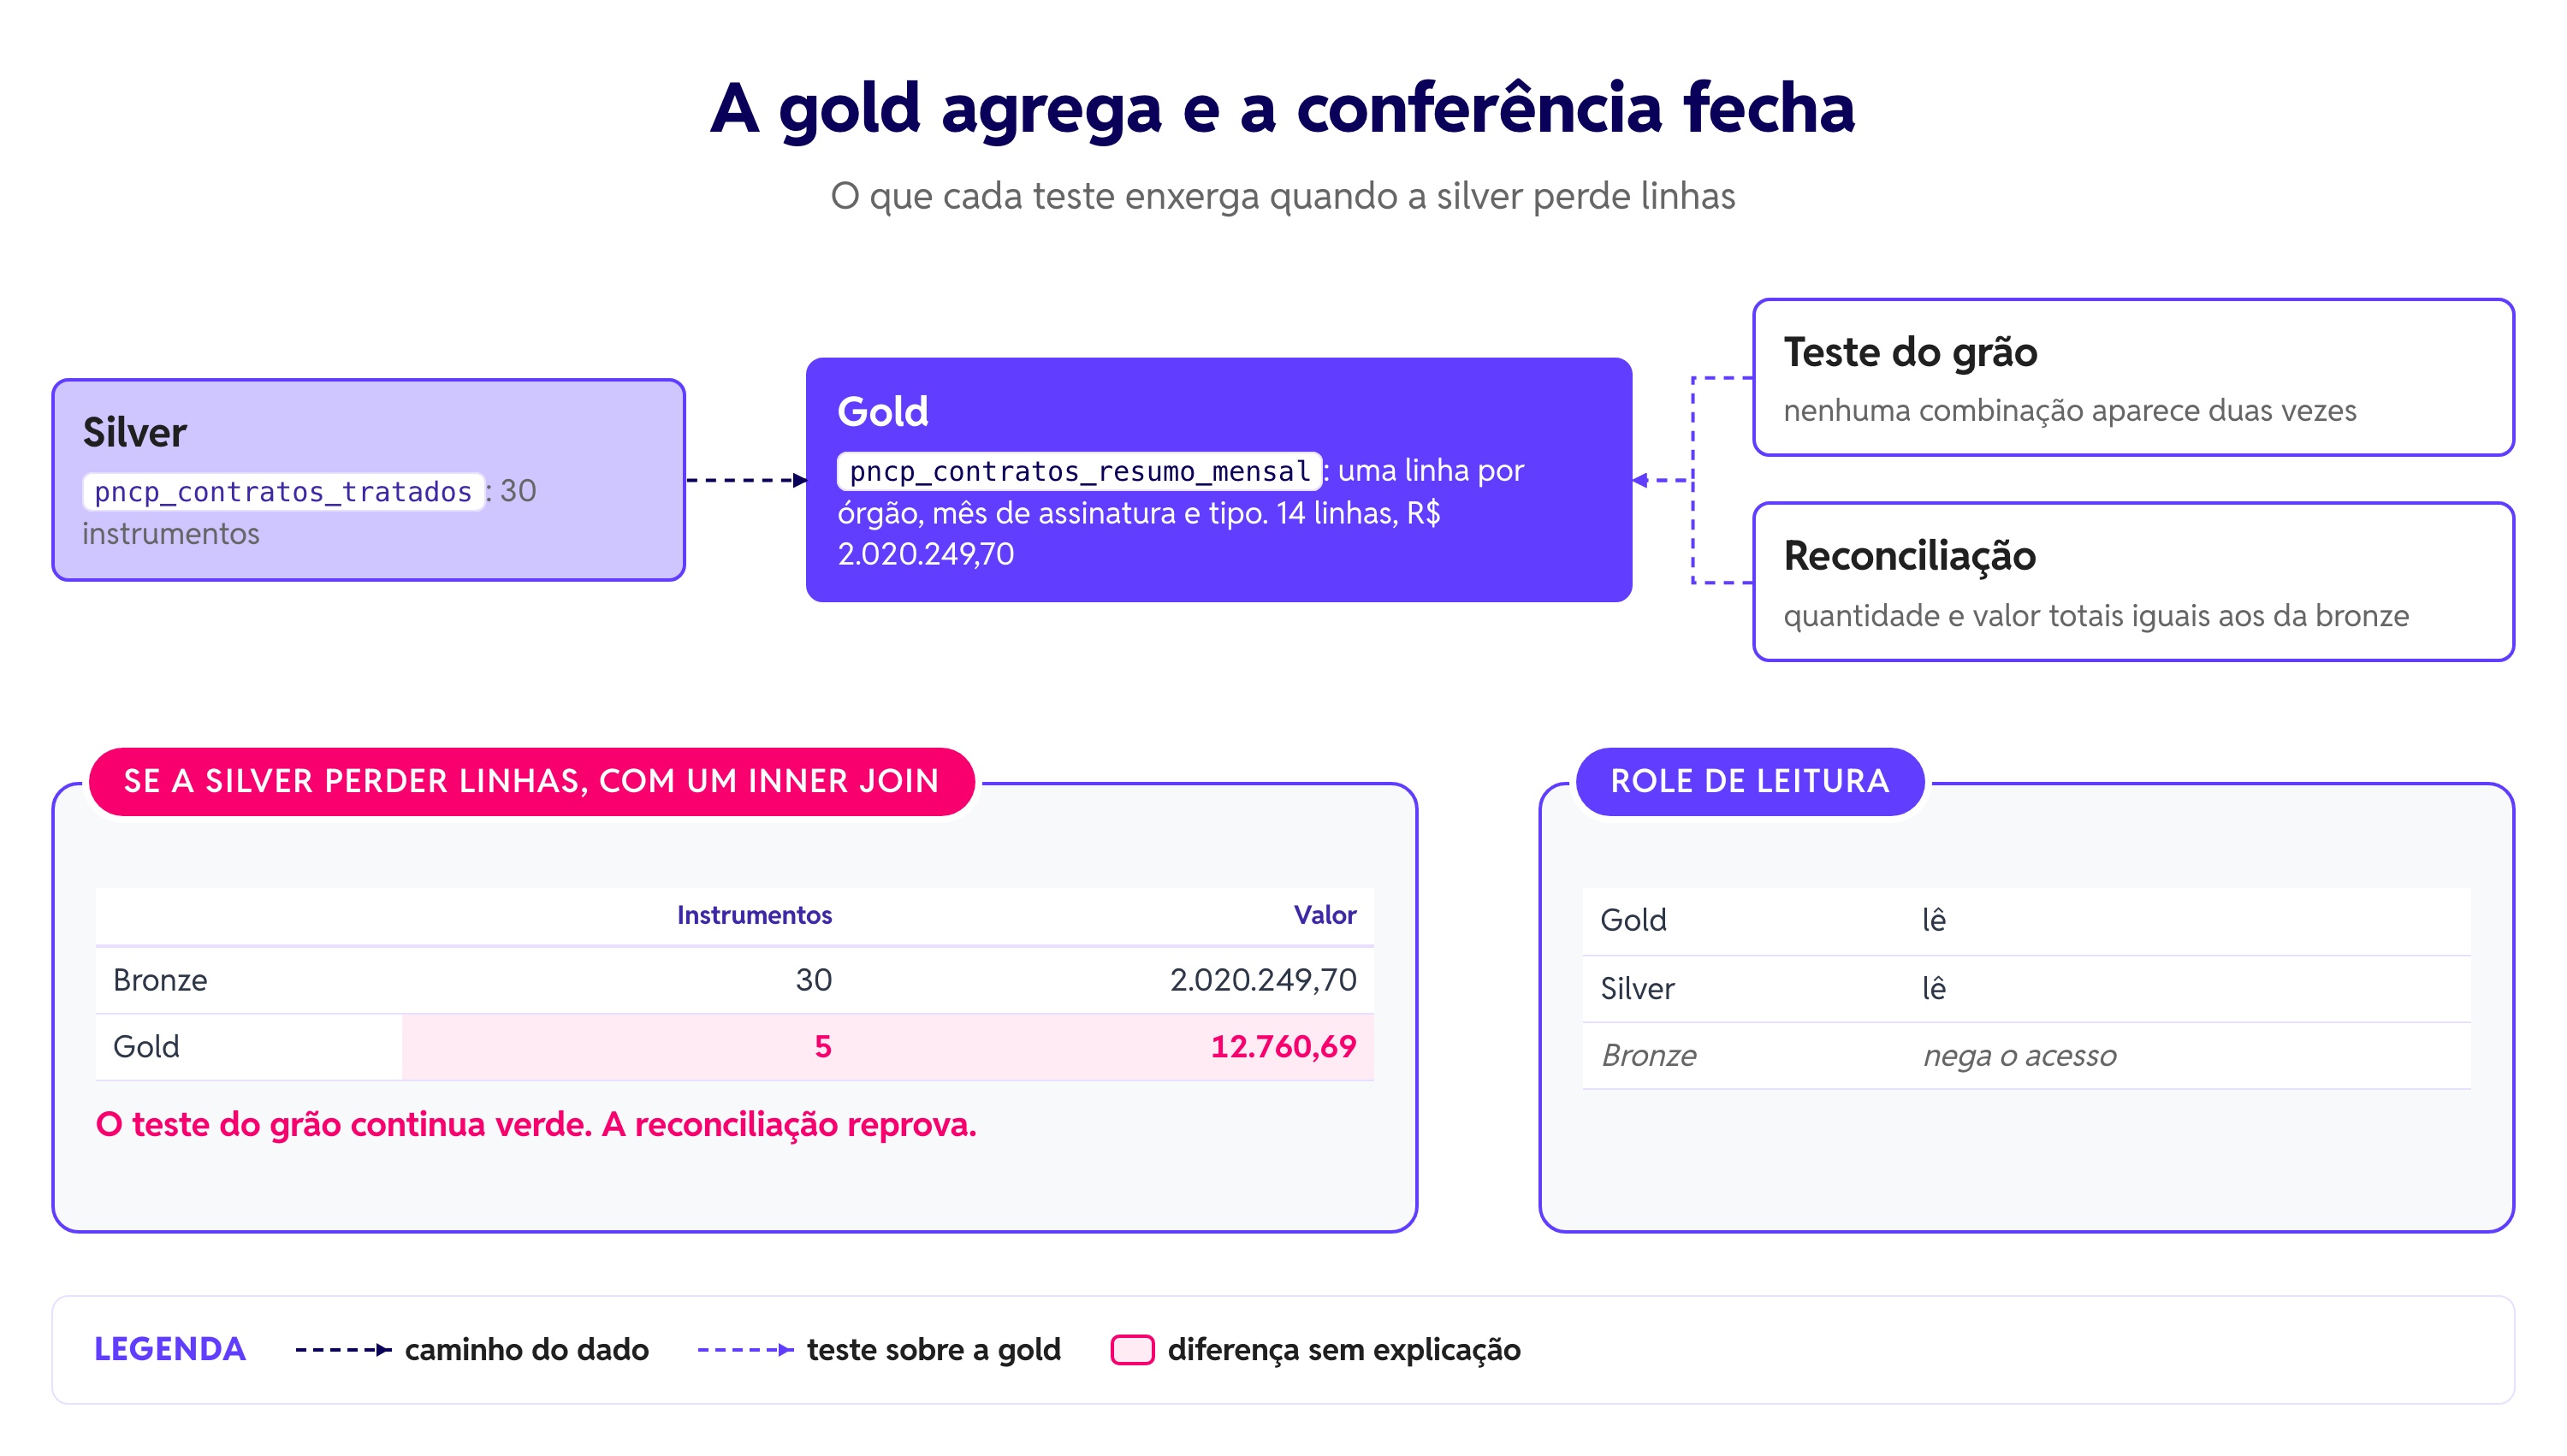 A gold agrega e a conferência fecha
O que cada teste enxerga quando a silver perde linhas
Silver
pncp_contratos_tratados: 30
instrumentos
Gold
pncp_contratos_resumo_mensal: uma linha por
órgão, mês de assinatura e tipo. 14 linhas, R$
2.020.249,70
Teste do grão
nenhuma combinação aparece duas vezes
Reconciliação
quantidade e valor totais iguais aos da bronze
SE A SILVER PERDER LINHAS, COM UM INNER JOIN
Instrumentos Valor
Bronze 30 2.020.249,70
Gold 5 12.760,69
O teste do grão continua verde. A reconciliação reprova.
ROLE DE LEITURA
Gold lê
Silver lê
Bronze nega o acesso
LEGENDA caminho do dado teste sobre a gold diferença sem explicação